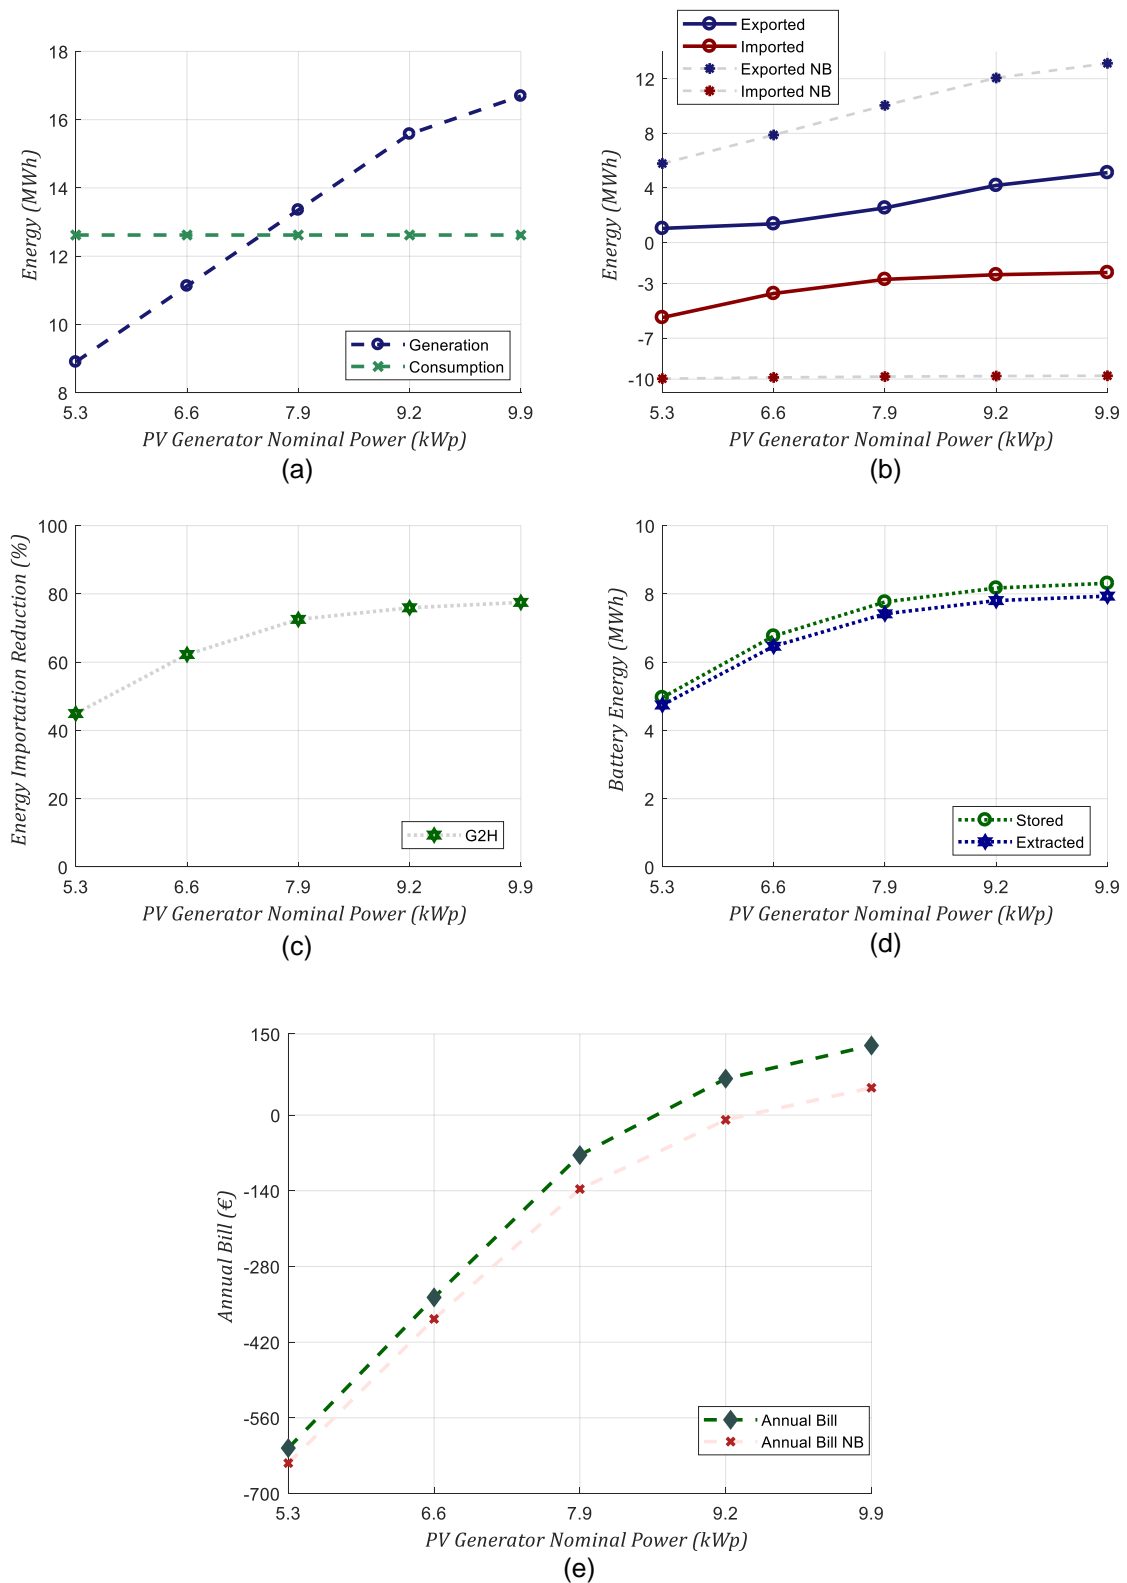 18
16
14
12
10
8
Energy (MWh)
Generation
Consumption
5.3 6.6 7.9 9.2 9.9
PV Generator Nominal Power (kWp)
(a)
Exported
Imported
Exported NB
Imported NB
12
8
4
0
-3
-7
-10
Energy (MWh)
5.3 6.6 7.9 9.2 9.9
PV Generator Nominal Power (kWp)
(b)
100
80
60
40
20
0
Energy Importation Reduction (%)
G2H
5.3 6.6 7.9 9.2 9.9
PV Generator Nominal Power (kWp)
(c)
10
8
6
4
2
0
Battery Energy (MWh)
Stored
Extracted
5.3 6.6 7.9 9.2 9.9
PV Generator Nominal Power (kWp)
(d)
150
0
-140
-280
-420
-560
-700
Annual Bill (€)
Annual Bill
Annual Bill NB
5.3 6.6 7.9 9.2 9.9
PV Generator Nominal Power (kWp)
(e)